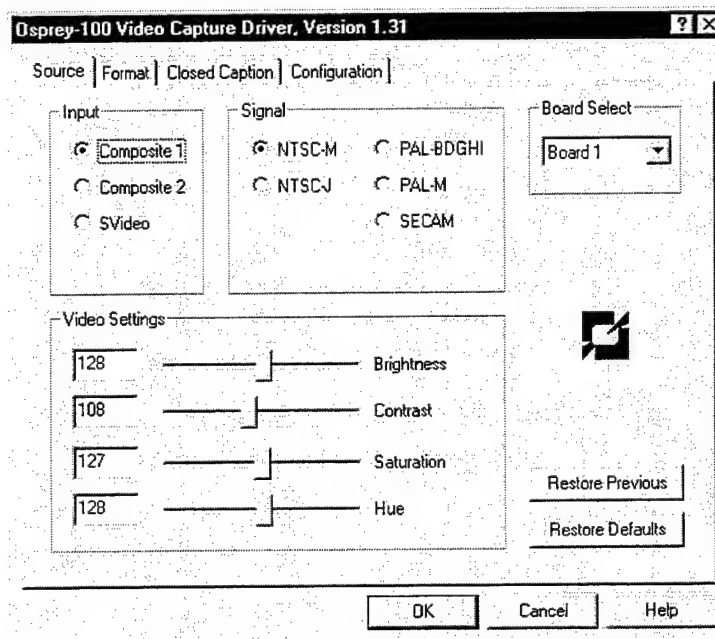 Osprey-100 Video Capture Driver, Version 1.31
Source Format Closed Caption Configuration
Input
Composite 1
Composite 2
SVideo
Signal
NTSC-M PAL-BDGHI
NTSC-J PAL-M
SECAM
Board Select
Board 1
Video Settings
128 Brightness
108 Contrast
127 Saturation
128 Hue
Restore Previous
Restore Defaults
OK Cancel Help